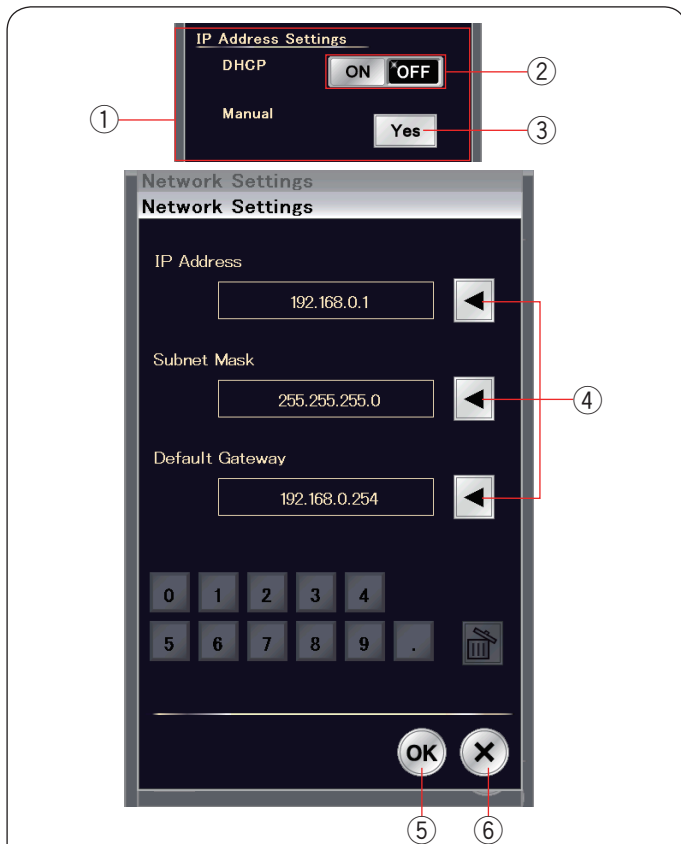 IP Address Settings
DHCP ON OFF ②
① Manual Yes ③
Network Settings
Network Settings
IP Address
192.168.0.1
Subnet Mask
255.255.255.0 ④
Default Gateway
192.168.0.254
0 1 2 3 4
5 6 7 8 9 .
OK ×
⑤ ⑥